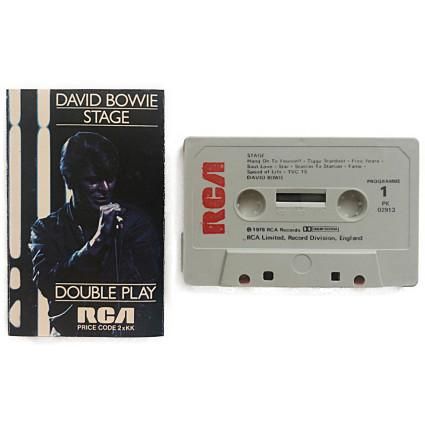 DAVID BOWIE
STAGE
DOUBLE PLAY
RCA
PRICE CODE 2xKK
RCA
STAGE
Hang On To Yourself - Ziggy Stardust - Five Years -
Soul Love - Star - Station To Station - Fame -
Speed of Life - TVC 15
DAVID BOWIE
PROGRAMME
1
PK
02913
℗ 1978 RCA Records DOLBY SYSTEM
RCA Limited, Record Division, England